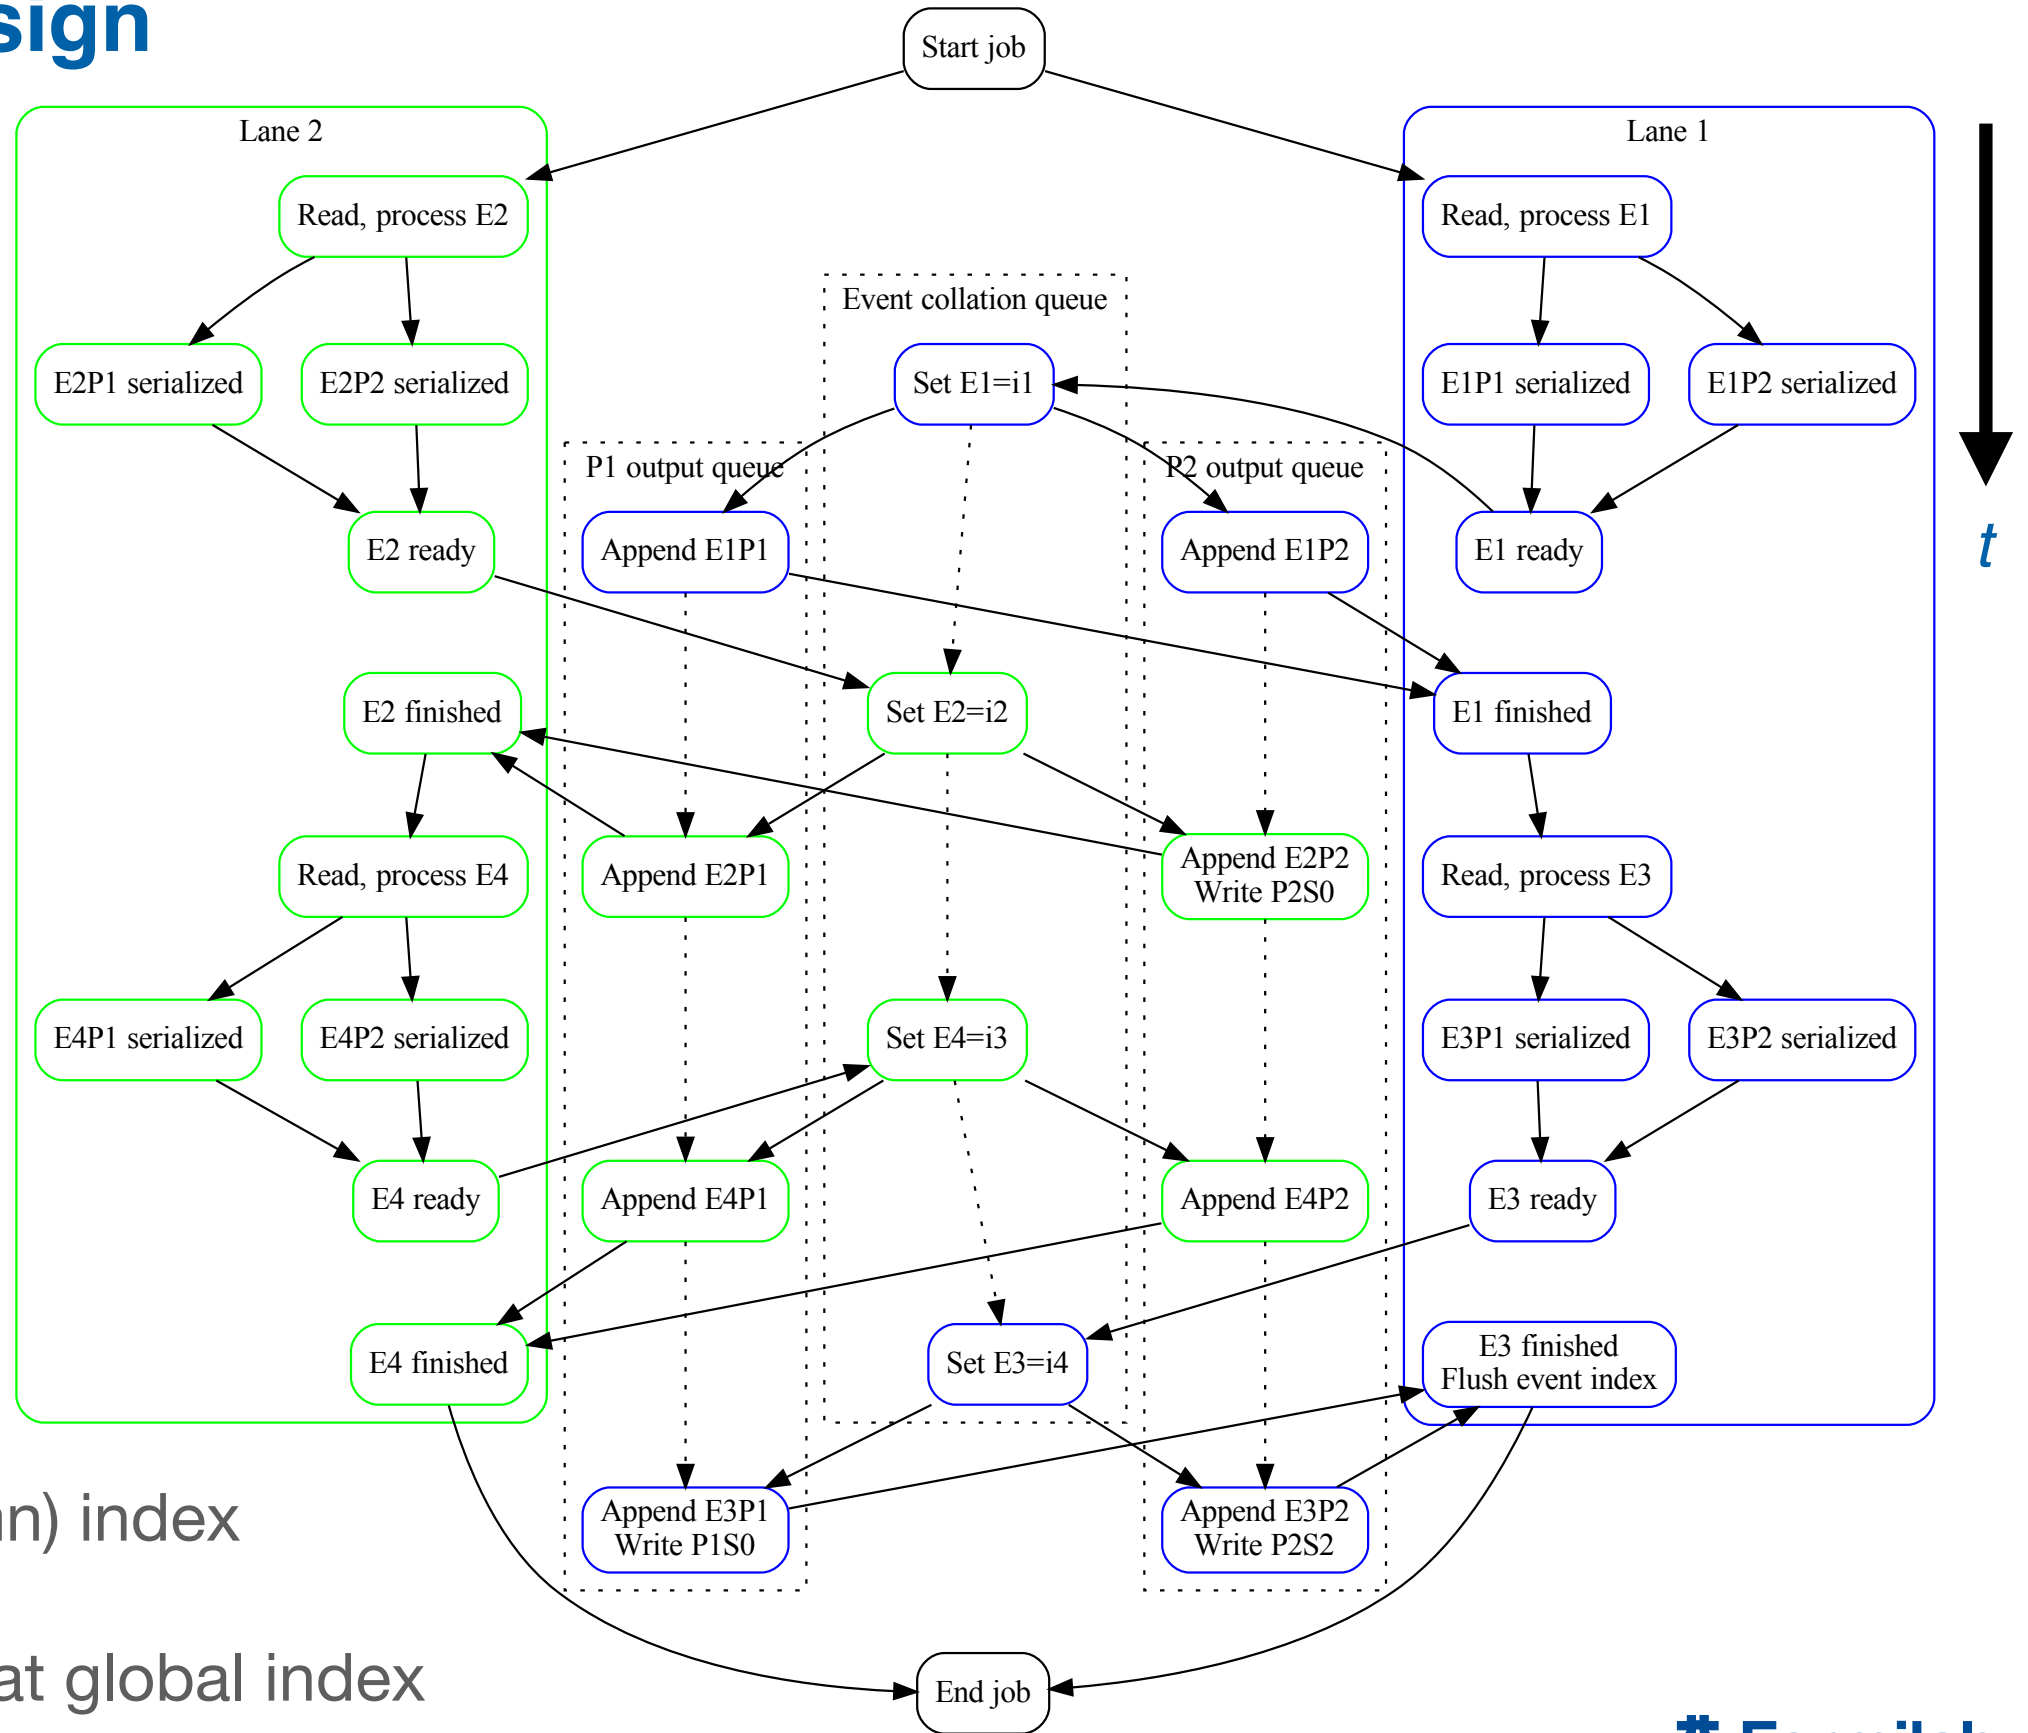 sign
Start job
Lane 2
Lane 1
Read, process E2
Read, process E1
Event collation queue
E2P1 serialized
E2P2 serialized
Set E1=i1
E1P1 serialized
E1P2 serialized
P1 output queue
P2 output queue
E2 ready
Append E1P1
Append E1P2
E1 ready
t
E2 finished
Set E2=i2
E1 finished
Read, process E4
Append E2P1
Append E2P2
Write P2S0
Read, process E3
E4P1 serialized
E4P2 serialized
Set E4=i3
E3P1 serialized
E3P2 serialized
E4 ready
Append E4P1
Append E4P2
E3 ready
E4 finished
Set E3=i4
E3 finished
Flush event index
n) index
Append E3P1
Write P1S0
Append E3P2
Write P2S2
at global index
End job